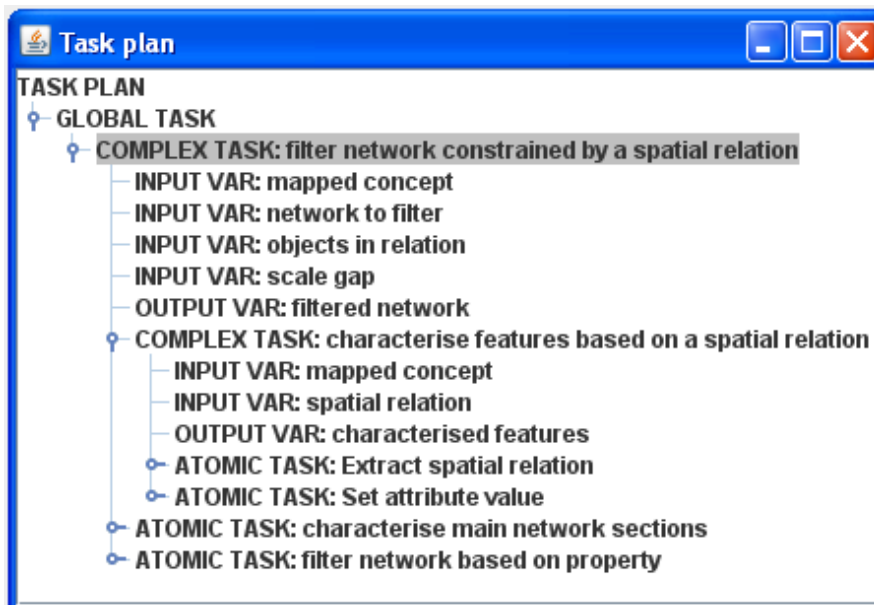 Task plan
TASK PLAN
GLOBAL TASK
COMPLEX TASK: filter network constrained by a spatial relation
INPUT VAR: mapped concept
INPUT VAR: network to filter
INPUT VAR: objects in relation
INPUT VAR: scale gap
OUTPUT VAR: filtered network
COMPLEX TASK: characterise features based on a spatial relation
INPUT VAR: mapped concept
INPUT VAR: spatial relation
OUTPUT VAR: characterised features
ATOMIC TASK: Extract spatial relation
ATOMIC TASK: Set attribute value
ATOMIC TASK: characterise main network sections
ATOMIC TASK: filter network based on property